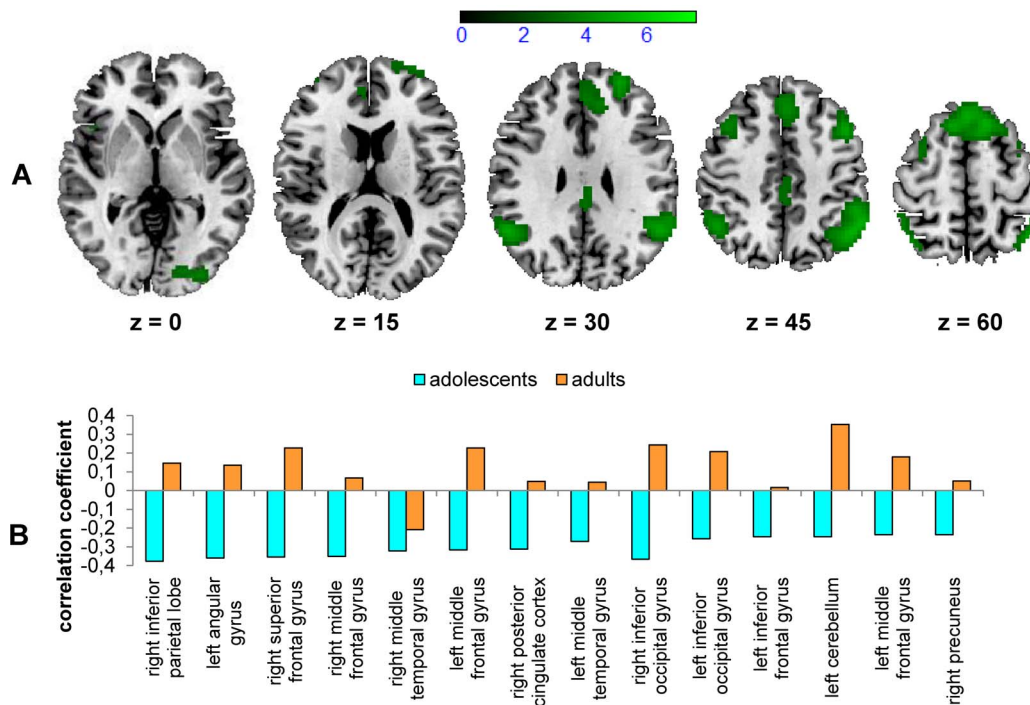 0 2 4 6
A
z = 0 z = 15 z = 30 z = 45 z = 60
adolescents adults
B
correlation coefficient
0,4
0,3
0,2
0,1
0
-0,1
-0,2
-0,3
-0,4
right inferior
parietal lobe
left angular
gyrus
right superior
frontal gyrus
right middle
frontal gyrus
right middle
temporal gyrus
left middle
frontal gyrus
right posterior
cingulate cortex
left middle
temporal gyrus
right inferior
occipital gyrus
left inferior
occipital gyrus
left inferior
frontal gyrus
left cerebellum
left middle
frontal gyrus
right precuneus